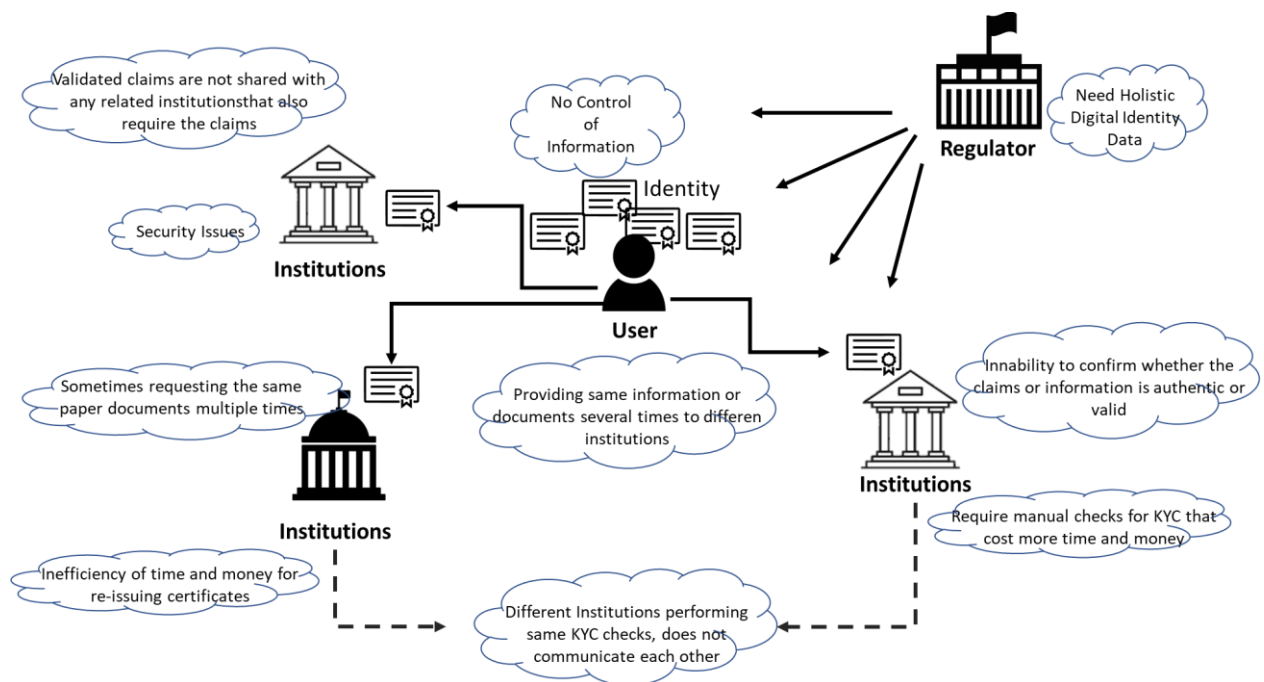 Validated claims are not shared with
any related institutionsthat also
require the claims
No Control
of
Information
Need Holistic
Digital Identity
Data
Regulator
Identity
Security Issues
Institutions
User
Sometimes requesting the same
paper documents multiple times
Providing same information or
documents several times to differen
institutions
Innability to confirm whether the
claims or information is authentic or
valid
Institutions
Institutions
Require manual checks for KYC that
cost more time and money
Inefficiency of time and money for
re-issuing certificates
Different Institutions performing
same KYC checks, does not
communicate each other